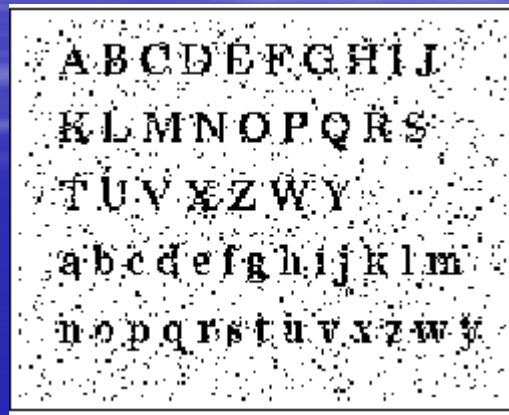 A B C D E F G H I J
K L M N O P Q R S
T U V X Z W Y
a b c d e f g h i j k l m
n o p q r s t u v x z w y